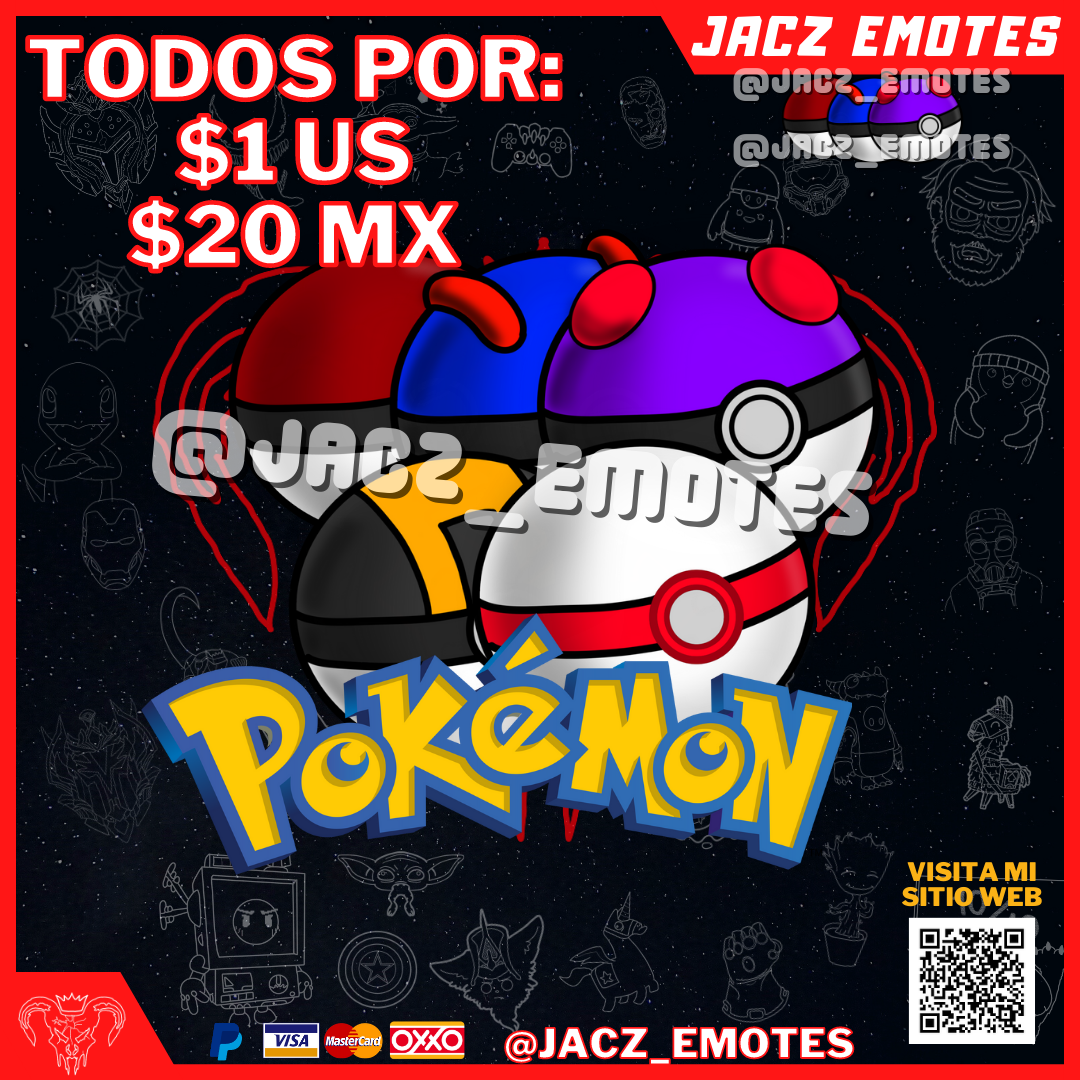 JACZ EMOTES
TODOS POR:
$1 US
$20 MX
@JACZ_EMOTES
@JACZ_EMOTES
@JACZ_EMOTES
POKéMON
VISITA MI
SITIO WEB
VISA
MasterCard
OXXO
@JACZ_EMOTES